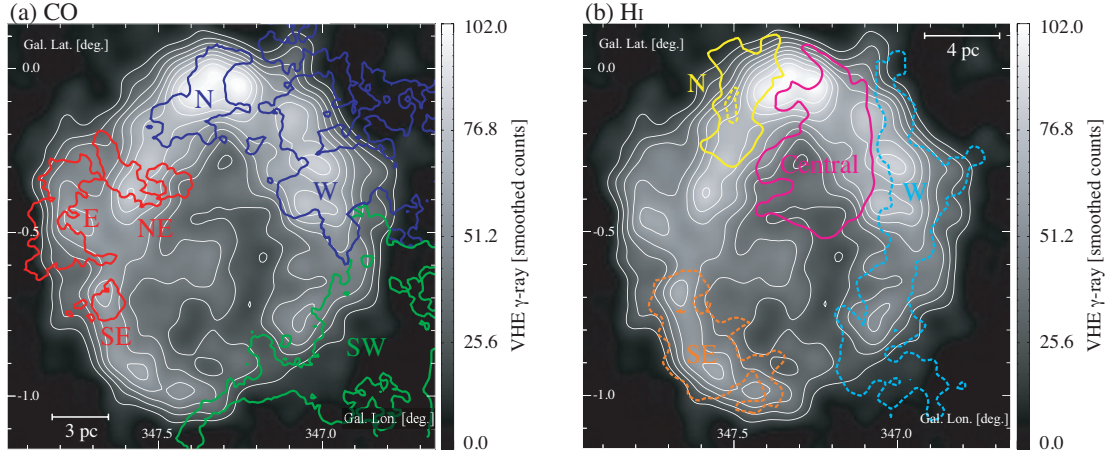 (a) CO
Gal. Lat. [deg.]
0.0
-0.5
-1.0
N
W
E
NE
SE
SW
3 pc
Gal. Lon. [deg.]
347.5
347.0
102.0
76.8
51.2
25.6
0.0
VHE γ-ray [smoothed counts]
(b) HI
Gal. Lat. [deg.]
4 pc
0.0
-0.5
-1.0
N
Central
W
SE
Gal. Lon. [deg.]
347.5
347.0
102.0
76.8
51.2
25.6
0.0
VHE γ-ray [smoothed counts]